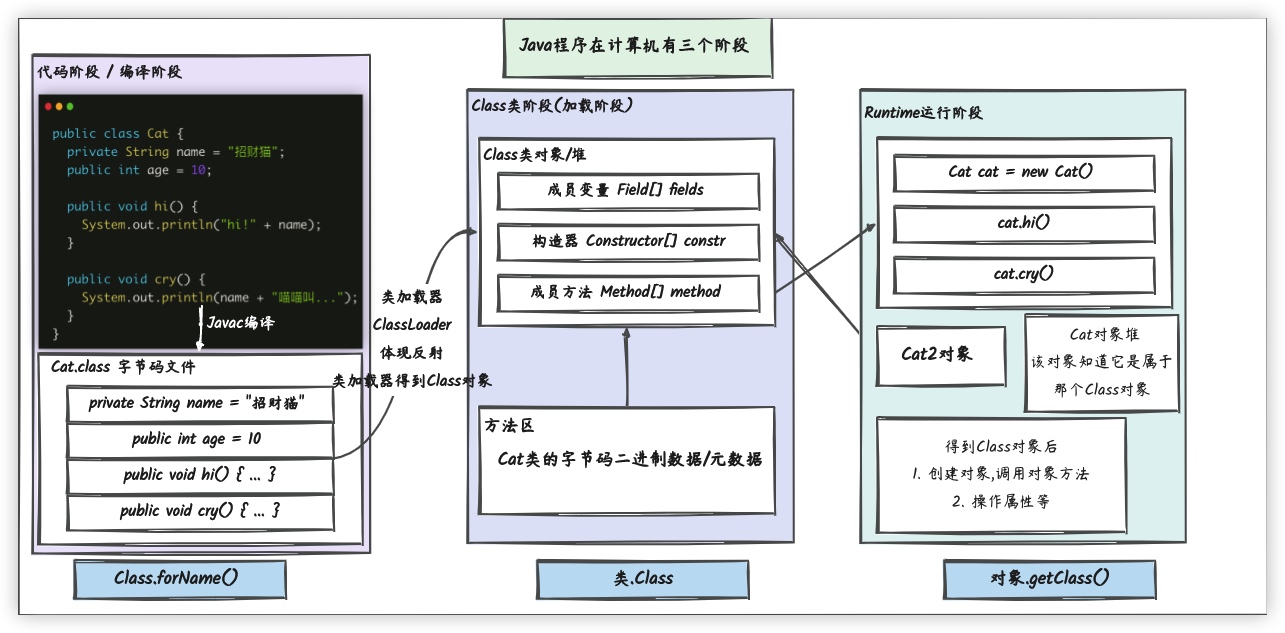 Java程序在计算机有三个阶段
代码阶段 / 编译阶段
public class Cat {
private String name = "招财猫";
public int age = 10;
public void hi() {
System.out.println("hi!" + name);
}
public void cry() {
System.out.println(name + "喵喵叫...");
}
}
Javac编译
Cat.class 字节码文件
private String name = "招财猫"
public int age = 10
public void hi() { ... }
public void cry() { ... }
Class.forName()
类加载器
ClassLoader
体现反射
类加载器得到Class对象
Class类阶段(加载阶段)
Class类对象/堆
成员变量 Field[] fields
构造器 Constructor[] constr
成员方法 Method[] method
方法区
Cat类的字节码二进制数据/元数据
类.Class
Runtime运行阶段
Cat cat = new Cat()
cat.hi()
cat.cry()
Cat2对象
Cat对象堆
该对象知道它是属于
那个Class对象
得到Class对象后
1. 创建对象,调用对象方法
2. 操作属性等
对象.getClass()